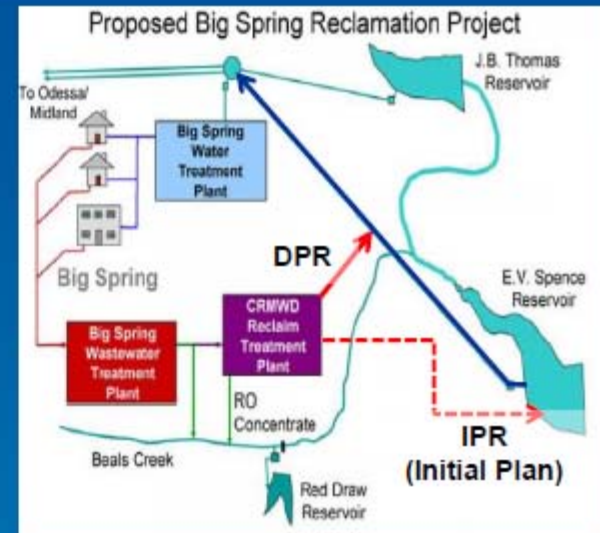 Proposed Big Spring Reclamation Project
J.B. Thomas
Reservoir
To Odessa/
Midland
Big Spring
Water
Treatment
Plant
DPR
Big Spring
E.V. Spence
Reservoir
CRMWD
Reclaim
Treatment
Plant
Big Spring
Wastewater
Treatment
Plant
RO
Concentrate
IPR
(Initial Plan)
Beals Creek
Red Draw
Reservoir